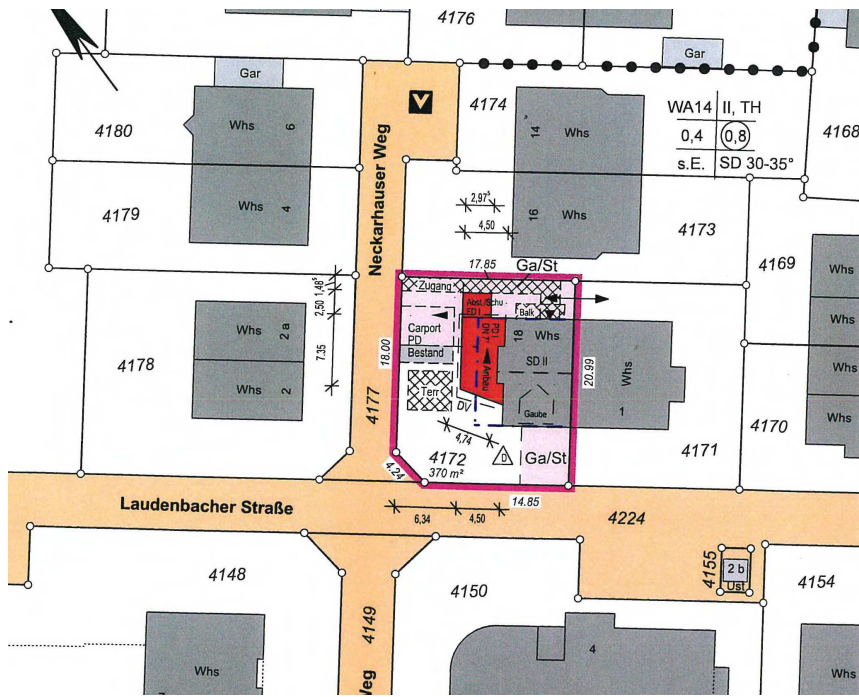 4176
Gar
Gar
V
4174
WA14 II, TH
0,4 0,8
s.E. SD 30-35°
4168
4180
Whs
6
14
Whs
Neckarhauser Weg
4179
Whs
4
2,97⁵
4,50
16
Whs
4173
4169
17.85
Ga/St
Zugang
1,48⁵
2,50
7.35
Abst./Schu
FD I
Balk
Whs
Carport
PD
Bestand
18
Whs
SD II
Whs
18.00
20.99
Anbau
4178
Whs
2 a
Whs
2
Terr
DV
Gaube
1
Whs
4170
Whs
4177
4,74
D
4172
370 m²
Ga/St
4171
4.24
14.85
Laudenbacher Straße
6,34
4,50
4224
4155
2 b
Ust
4148
4150
4154
4149
Whs
4
Whs
Weg